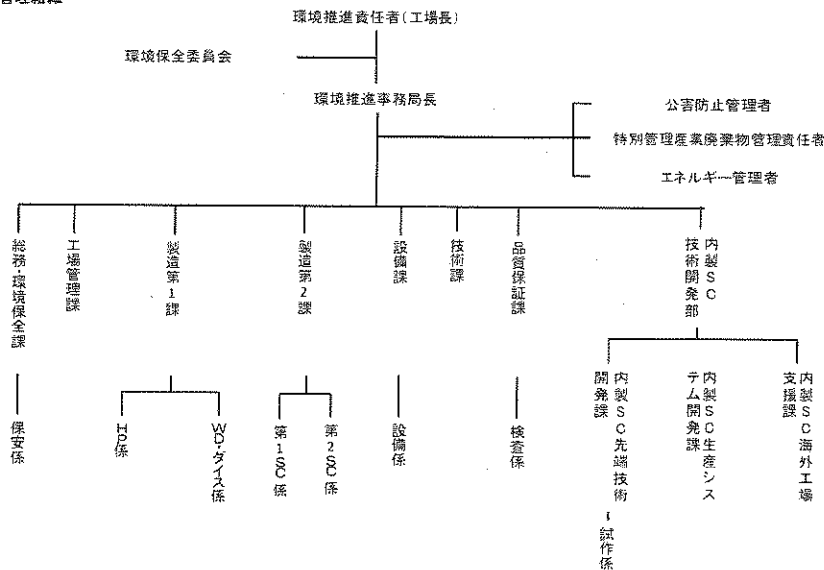 環境推進責任者(工場長)
環境保全委員会
環境推進事務局長
公害防止管理者
特別管理産業廃棄物管理責任者
エネルギー管理者
総務・環境保全課
工場管理課
製造第1課
製造第2課
設備課
技術課
品質保証課
内製SC
技術開発部
保安係
HP係
WD・ダイス係
第1SC係
第2SC係
設備係
検査係
内製SC先端技術
開発課
内製SC生産シス
テム開発課
内製SC海外工場
支援課
試作係